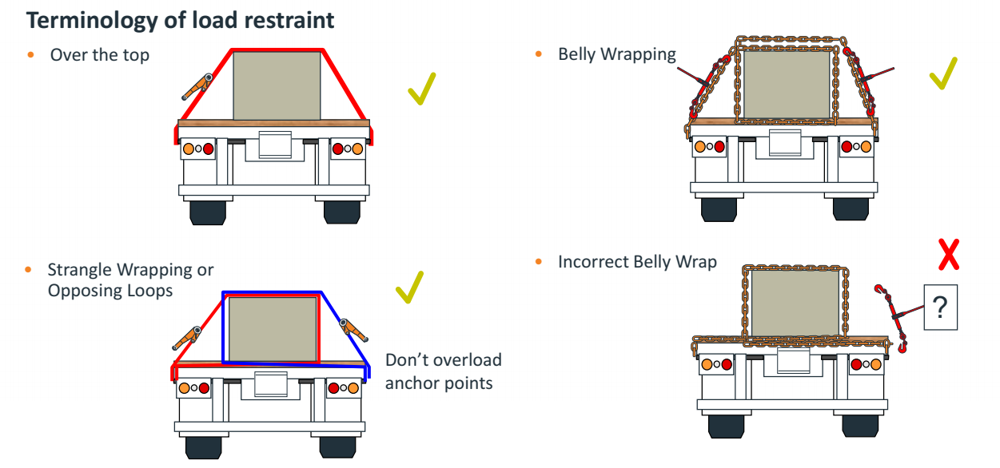 Terminology of load restraint
• Over the top
• Belly Wrapping
• Strangle Wrapping or
Opposing Loops
Don’t overload
anchor points
• Incorrect Belly Wrap
?